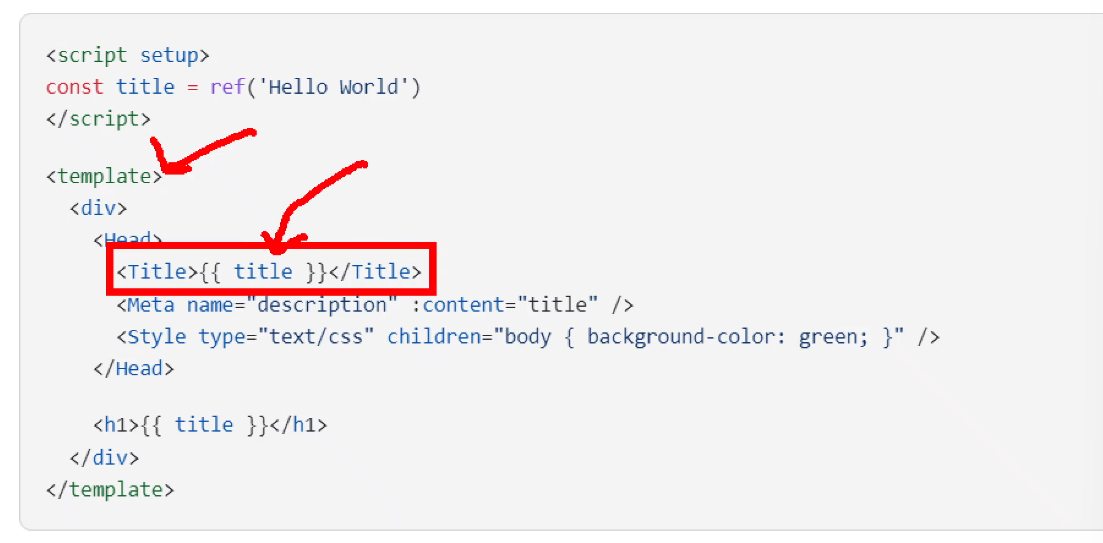 <script setup>
const title = ref('Hello World')
</script>
<template>
<div>
<Head>
<Title>{{ title }}</Title>
<Meta name="description" :content="title" />
<Style type="text/css" children="body { background-color: green; }" />
</Head>
<h1>{{ title }}</h1>
</div>
</template>